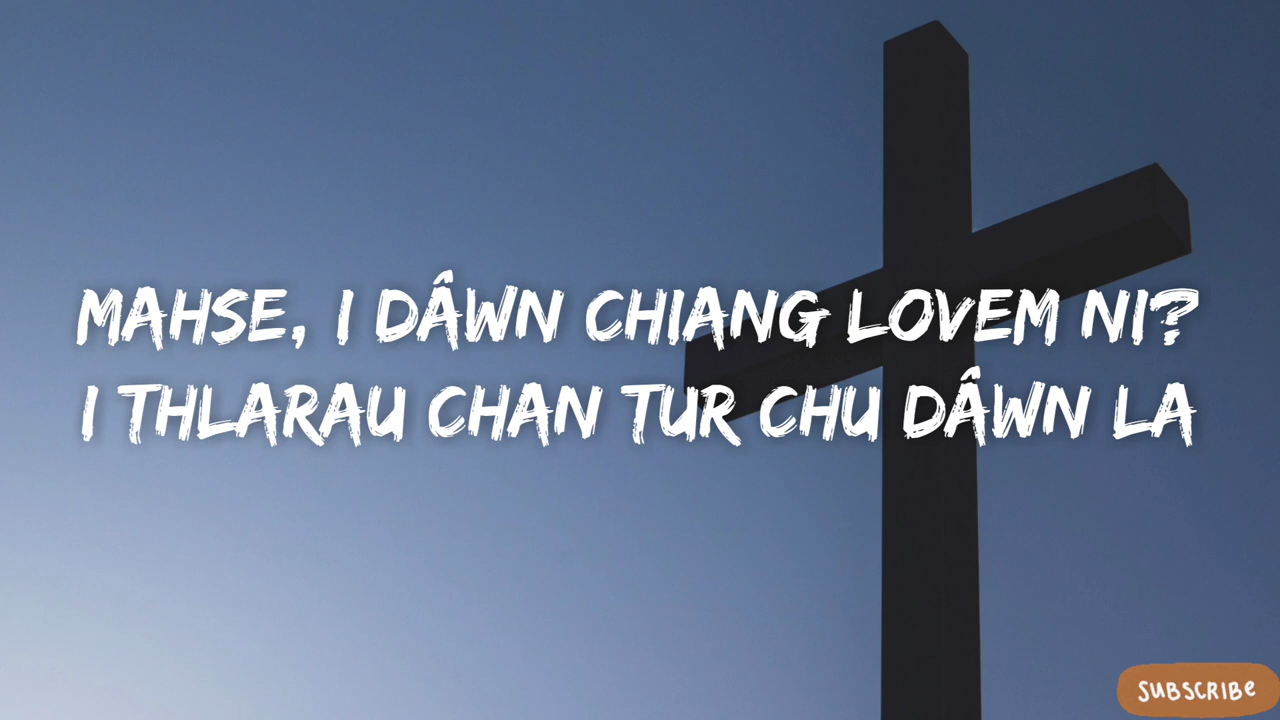 MAHSE, I DÂWN CHIANG LOVEM NI?
I THLARAU CHAN TUR CHU DÂWN LA
SUBSCRIBE